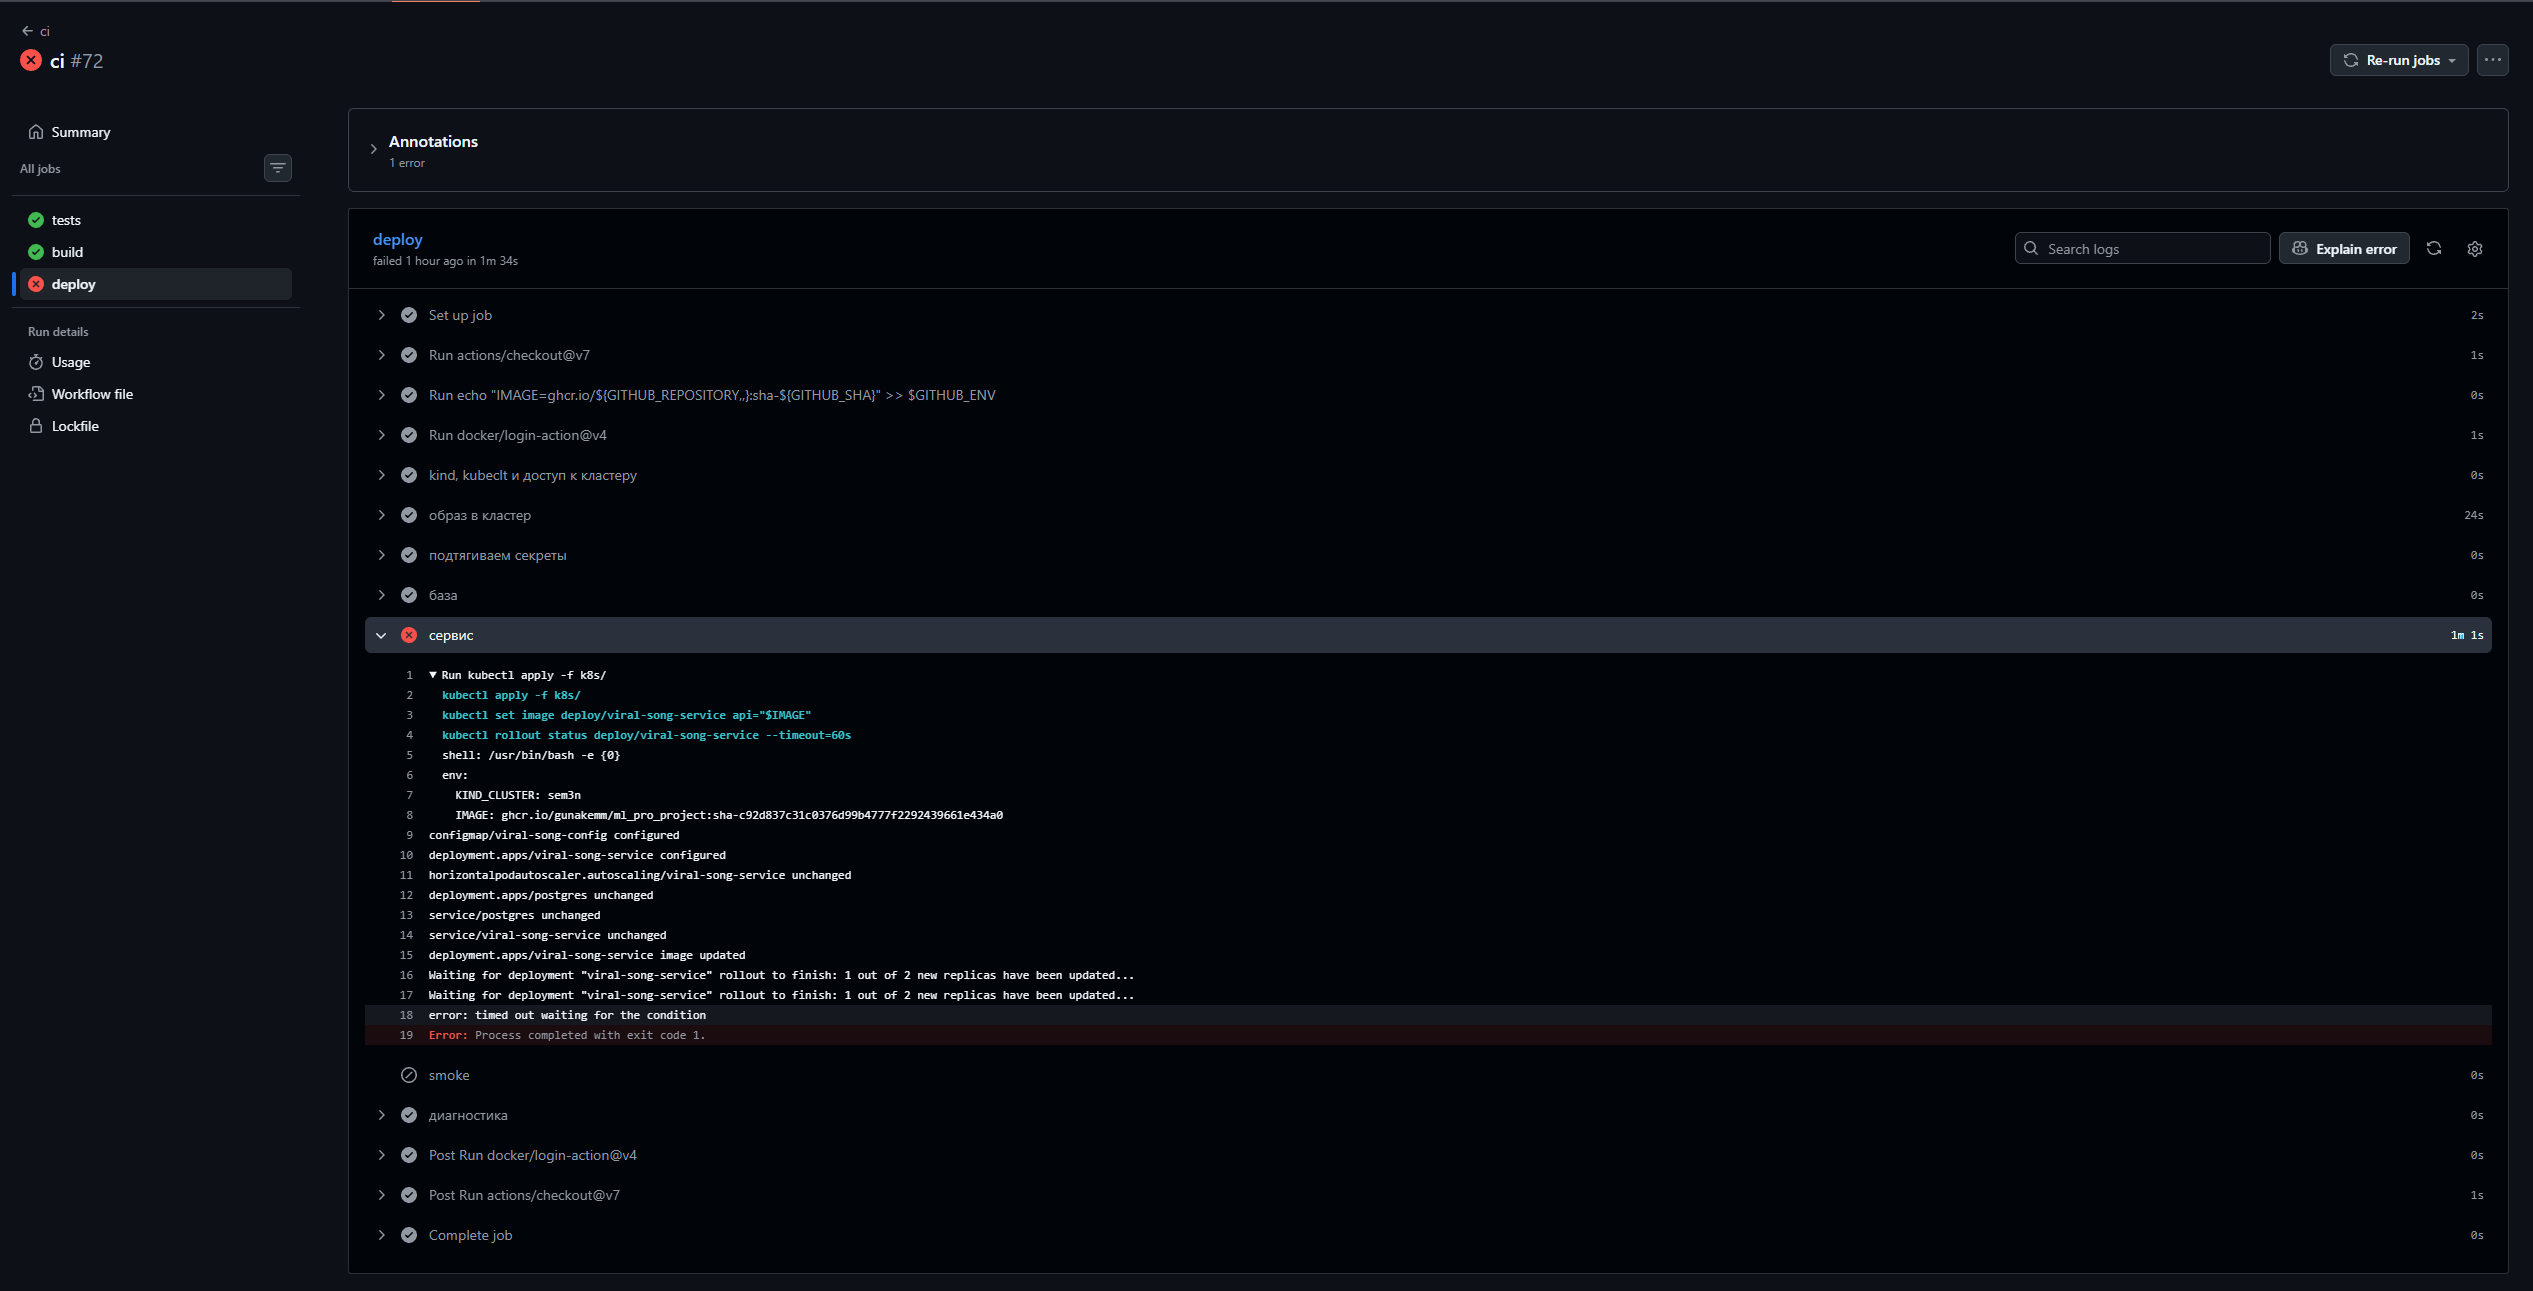 ci
ci #72
Re-run jobs
Summary
All jobs
tests
build
deploy
Run details
Usage
Workflow file
Lockfile
Annotations
1 error
deploy
failed 1 hour ago in 1m 34s
Search logs
Explain error
Set up job 2s
Run actions/checkout@v7 1s
Run echo "IMAGE=ghcr.io/${GITHUB_REPOSITORY,,}:sha-${GITHUB_SHA}" >> $GITHUB_ENV 0s
Run docker/login-action@v4 1s
kind, kubeclt и доступ к кластеру 0s
образ в кластер 24s
подтягиваем секреты 0s
база 0s
сервис 1m 1s
1 ▼ Run kubectl apply -f k8s/
2 kubectl apply -f k8s/
3 kubectl set image deploy/viral-song-service api="$IMAGE"
4 kubectl rollout status deploy/viral-song-service --timeout=60s
5 shell: /usr/bin/bash -e {0}
6 env:
7 KIND_CLUSTER: sem3n
8 IMAGE: ghcr.io/gunakemm/ml_pro_project:sha-c92d837c31c0376d99b4777f2292439661e434a0
9 configmap/viral-song-config configured
10 deployment.apps/viral-song-service configured
11 horizontalpodautoscaler.autoscaling/viral-song-service unchanged
12 deployment.apps/postgres unchanged
13 service/postgres unchanged
14 service/viral-song-service unchanged
15 deployment.apps/viral-song-service image updated
16 Waiting for deployment "viral-song-service" rollout to finish: 1 out of 2 new replicas have been updated...
17 Waiting for deployment "viral-song-service" rollout to finish: 1 out of 2 new replicas have been updated...
18 error: timed out waiting for the condition
19 Error: Process completed with exit code 1.
smoke 0s
диагностика 0s
Post Run docker/login-action@v4 0s
Post Run actions/checkout@v7 1s
Complete job 0s